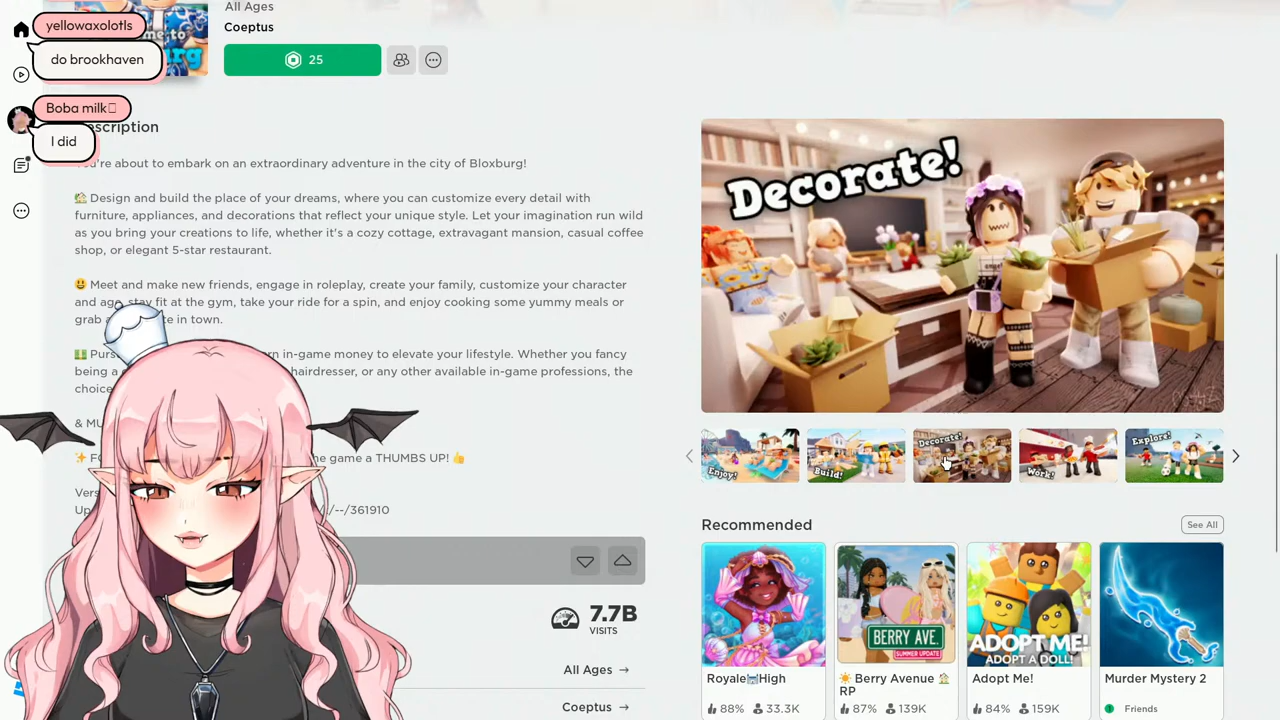 yellowaxolotls
do brookhaven
Boba milk
I did
All Ages
Coeptus
25
escription
're about to embark on an extraordinary adventure in the city of Bloxburg!
🏡 Design and build the place of your dreams, where you can customize every detail with
furniture, appliances, and decorations that reflect your unique style. Let your imagination run wild
as you bring your creations to life, whether it's a cozy cottage, extravagant mansion, casual coffee
shop, or elegant 5-star restaurant.
😃 Meet and make new friends, engage in roleplay, create your family, customize your character
and age, stay fit at the gym, take your ride for a spin, and enjoy cooking some yummy meals or
grab a te in town.
💵 Purs rn in-game money to elevate your lifestyle. Whether you fancy
being a hairdresser, or any other available in-game professions, the
choice
& MU
✨ FO he game a THUMBS UP! 👍
Vers
Up /--/361910
7.7B
VISITS
All Ages →
Coeptus →
Decorate!
Enjoy!
Build!
Decorate!
Work!
Explore!
Recommended
See All
BERRY AVE.
SUMMER UPDATE
ADOPT ME!
ADOPT A DOLL!
Royale High
☀️ Berry Avenue 🏡
RP
Adopt Me!
Murder Mystery 2
88% 33.3K
87% 139K
84% 159K
Friends